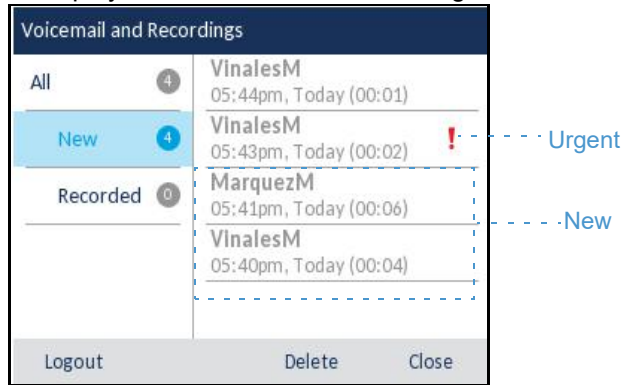 Voicemail and Recordings
All 4
New 4
Recorded 0
VinalesM
05:44pm, Today (00:01)
VinalesM
05:43pm, Today (00:02) !
MarquezM
05:41pm, Today (00:06)
VinalesM
05:40pm, Today (00:04)
Urgent
New
Logout Delete Close